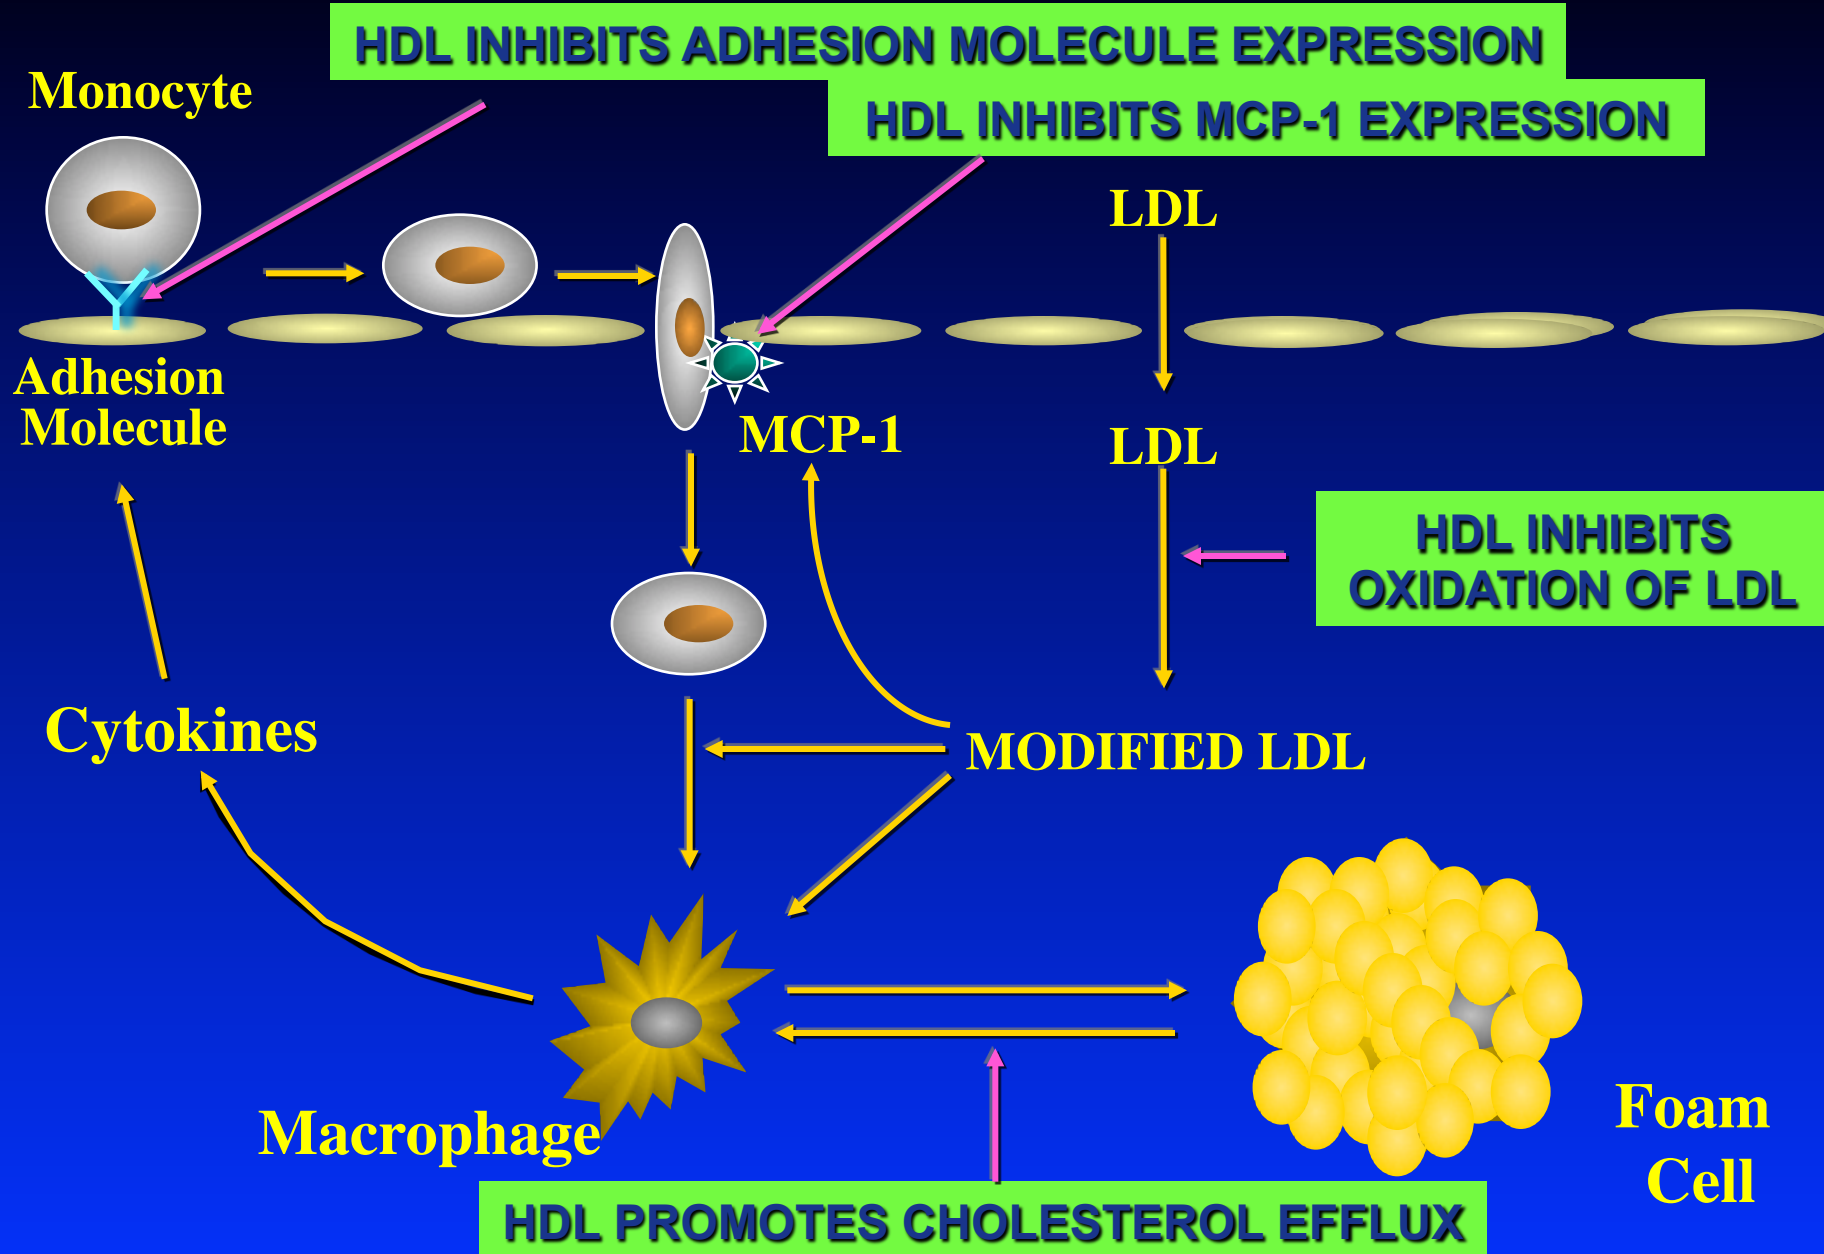 HDL INHIBITS ADHESION MOLECULE EXPRESSION
Monocyte
HDL INHIBITS MCP-1 EXPRESSION
LDL
Adhesion
Molecule
MCP-1
LDL
HDL INHIBITS
OXIDATION OF LDL
Cytokines
MODIFIED LDL
Macrophage
Foam
Cell
HDL PROMOTES CHOLESTEROL EFFLUX